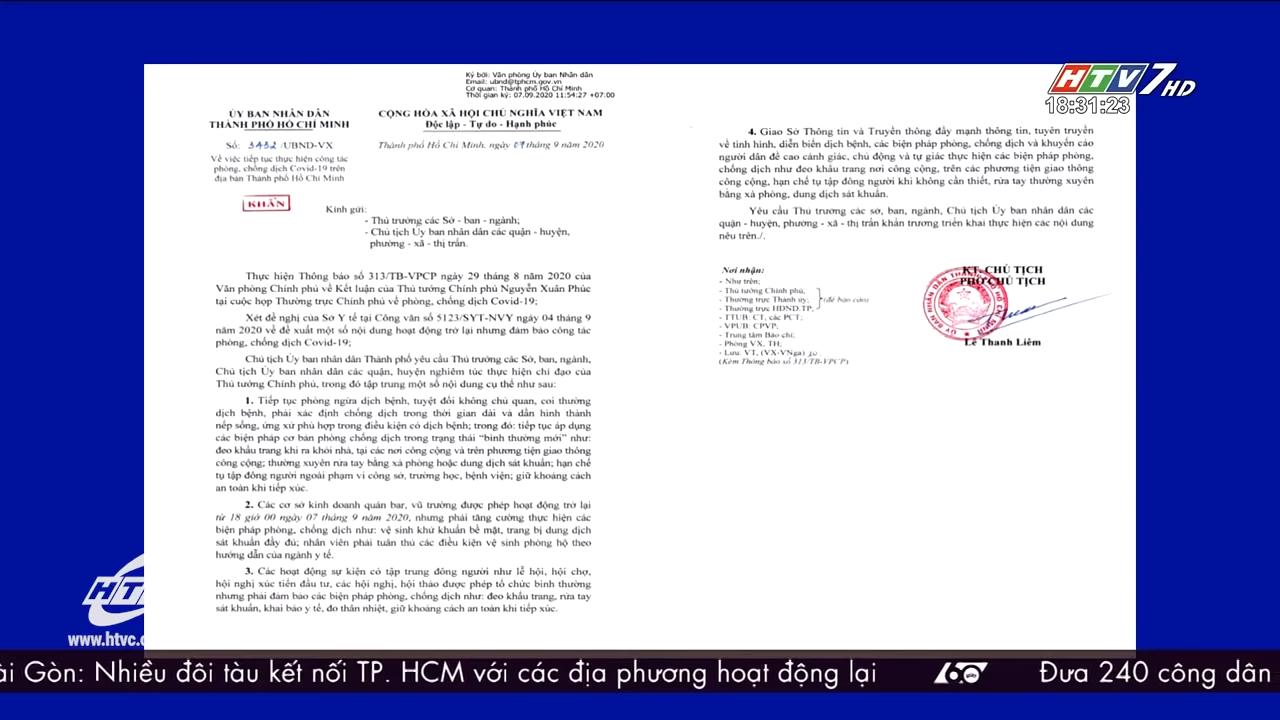 HTV7 HD
18:31:23
Ký bởi: Văn phòng Ủy ban Nhân dân
Email: ubnd@tphcm.gov.vn
Cơ quan: Thành phố Hồ Chí Minh
Thời gian ký: 07.09.2020 11:54:27 +07:00
ỦY BAN NHÂN DÂN
THÀNH PHỐ HỒ CHÍ MINH
CỘNG HÒA XÃ HỘI CHỦ NGHĨA VIỆT NAM
Độc lập - Tự do - Hạnh phúc
Số: 3432 /UBND-VX
Thành phố Hồ Chí Minh, ngày 07 tháng 9 năm 2020
Về việc tiếp tục thực hiện công tác
phòng, chống dịch Covid-19 trên
địa bàn Thành phố Hồ Chí Minh
KHẨN
Kính gửi:
- Thủ trưởng các Sở - ban - ngành;
- Chủ tịch Ủy ban nhân dân các quận - huyện,
phường - xã - thị trấn.
Thực hiện Thông báo số 313/TB-VPCP ngày 29 tháng 8 năm 2020 của
Văn phòng Chính phủ về Kết luận của Thủ tướng Chính phủ Nguyễn Xuân Phúc
tại cuộc họp Thường trực Chính phủ về phòng, chống dịch Covid-19;
Xét đề nghị của Sở Y tế tại Công văn số 5123/SYT-NVY ngày 04 tháng 9
năm 2020 về đề xuất một số nội dung hoạt động trở lại nhưng đảm bảo công tác
phòng, chống dịch Covid-19;
Chủ tịch Ủy ban nhân dân Thành phố yêu cầu Thủ trưởng các Sở, ban, ngành,
Chủ tịch Ủy ban nhân dân các quận, huyện nghiêm túc thực hiện chỉ đạo của
Thủ tướng Chính phủ, trong đó tập trung một số nội dung cụ thể như sau:
1. Tiếp tục phòng ngừa dịch bệnh, tuyệt đối không chủ quan, coi thường
dịch bệnh, phải xác định chống dịch trong thời gian dài và dần hình thành
nếp sống, ứng xử phù hợp trong điều kiện có dịch bệnh; trong đó: tiếp tục áp dụng
các biện pháp cơ bản phòng chống dịch trong trạng thái “bình thường mới” như:
đeo khẩu trang khi ra khỏi nhà, tại các nơi công cộng và trên phương tiện giao thông
công cộng; thường xuyên rửa tay bằng xà phòng hoặc dung dịch sát khuẩn; hạn chế
tụ tập đông người ngoài phạm vi công sở, trường học, bệnh viện; giữ khoảng cách
an toàn khi tiếp xúc.
2. Các cơ sở kinh doanh quán bar, vũ trường được phép hoạt động trở lại
từ 18 giờ 00 ngày 07 tháng 9 năm 2020, nhưng phải tăng cường thực hiện các
biện pháp phòng, chống dịch như: vệ sinh khử khuẩn bề mặt, trang bị dung dịch
sát khuẩn đầy đủ; nhân viên phải tuân thủ các điều kiện vệ sinh phòng hộ theo
hướng dẫn của ngành y tế.
3. Các hoạt động sự kiện có tập trung đông người như lễ hội, hội chợ,
hội nghị xúc tiến đầu tư, các hội nghị, hội thảo được phép tổ chức bình thường
nhưng phải đảm bảo các biện pháp phòng, chống dịch như: đeo khẩu trang, rửa tay
sát khuẩn, khai báo y tế, đo thân nhiệt, giữ khoảng cách an toàn khi tiếp xúc.
4. Giao Sở Thông tin và Truyền thông đẩy mạnh thông tin, tuyên truyền
về tình hình, diễn biến dịch bệnh, các biện pháp phòng, chống dịch và khuyến cáo
người dân đề cao cảnh giác, chủ động và tự giác thực hiện các biện pháp phòng,
chống dịch như đeo khẩu trang nơi công cộng, trên các phương tiện giao thông
công cộng, hạn chế tụ tập đông người khi không cần thiết, rửa tay thường xuyên
bằng xà phòng, dung dịch sát khuẩn.
Yêu cầu Thủ trưởng các sở, ban, ngành, Chủ tịch Ủy ban nhân dân các
quận - huyện, phường - xã - thị trấn khẩn trương triển khai thực hiện các nội dung
nêu trên./.
Nơi nhận:
- Như trên;
- Thủ tướng Chính phủ;
- Thường trực Thành ủy;
- Thường trực HĐND.TP;
(để báo cáo)
- TTUB: CT, các PCT;
- VPUB: CPVP;
- Trung tâm Báo chí;
- Phòng VX, TH;
- Lưu: VT, (VX-VNga)
(Kèm Thông báo số 313/TB-VPCP)
KT. CHỦ TỊCH
PHÓ CHỦ TỊCH
Lê Thanh Liêm
www.htvc.c
ài Gòn: Nhiều đôi tàu kết nối TP. HCM với các địa phương hoạt động lại
60 giây
Đưa 240 công dân